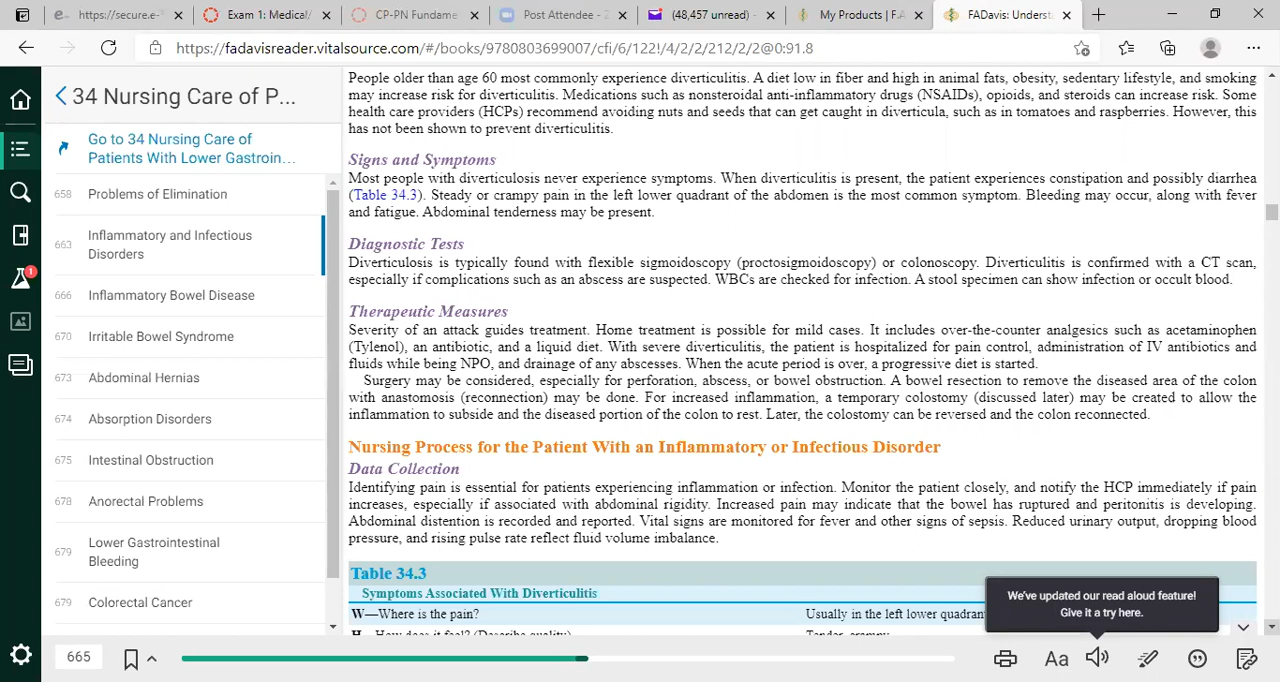 https://secure.e-
Exam 1: Medical/
CP-PN Fundame
Post Attendee - 2
(48,457 unread) -
My Products | F.A
FADavis: Understa
https://fadavisreader.vitalsource.com/#/books/9780803699007/cfi/6/122!/4/2/2/212/2/2@0:91.8
34 Nursing Care of P...
Go to 34 Nursing Care of
Patients With Lower Gastroin...
658 Problems of Elimination
663 Inflammatory and Infectious
Disorders
666 Inflammatory Bowel Disease
670 Irritable Bowel Syndrome
673 Abdominal Hernias
674 Absorption Disorders
675 Intestinal Obstruction
678 Anorectal Problems
679 Lower Gastrointestinal
Bleeding
679 Colorectal Cancer
1
People older than age 60 most commonly experience diverticulitis. A diet low in fiber and high in animal fats, obesity, sedentary lifestyle, and smoking
may increase risk for diverticulitis. Medications such as nonsteroidal anti-inflammatory drugs (NSAIDs), opioids, and steroids can increase risk. Some
health care providers (HCPs) recommend avoiding nuts and seeds that can get caught in diverticula, such as in tomatoes and raspberries. However, this
has not been shown to prevent diverticulitis.
Signs and Symptoms
Most people with diverticulosis never experience symptoms. When diverticulitis is present, the patient experiences constipation and possibly diarrhea
(Table 34.3). Steady or crampy pain in the left lower quadrant of the abdomen is the most common symptom. Bleeding may occur, along with fever
and fatigue. Abdominal tenderness may be present.
Diagnostic Tests
Diverticulosis is typically found with flexible sigmoidoscopy (proctosigmoidoscopy) or colonoscopy. Diverticulitis is confirmed with a CT scan,
especially if complications such as an abscess are suspected. WBCs are checked for infection. A stool specimen can show infection or occult blood.
Therapeutic Measures
Severity of an attack guides treatment. Home treatment is possible for mild cases. It includes over-the-counter analgesics such as acetaminophen
(Tylenol), an antibiotic, and a liquid diet. With severe diverticulitis, the patient is hospitalized for pain control, administration of IV antibiotics and
fluids while being NPO, and drainage of any abscesses. When the acute period is over, a progressive diet is started.
Surgery may be considered, especially for perforation, abscess, or bowel obstruction. A bowel resection to remove the diseased area of the colon
with anastomosis (reconnection) may be done. For increased inflammation, a temporary colostomy (discussed later) may be created to allow the
inflammation to subside and the diseased portion of the colon to rest. Later, the colostomy can be reversed and the colon reconnected.
Nursing Process for the Patient With an Inflammatory or Infectious Disorder
Data Collection
Identifying pain is essential for patients experiencing inflammation or infection. Monitor the patient closely, and notify the HCP immediately if pain
increases, especially if associated with abdominal rigidity. Increased pain may indicate that the bowel has ruptured and peritonitis is developing.
Abdominal distention is recorded and reported. Vital signs are monitored for fever and other signs of sepsis. Reduced urinary output, dropping blood
pressure, and rising pulse rate reflect fluid volume imbalance.
Table 34.3
Symptoms Associated With Diverticulitis
W—Where is the pain? Usually in the left lower quadran
H—How does it feel? (Describe quality) Tender, crampy
We've updated our read aloud feature!
Give it a try here.
665
Aa